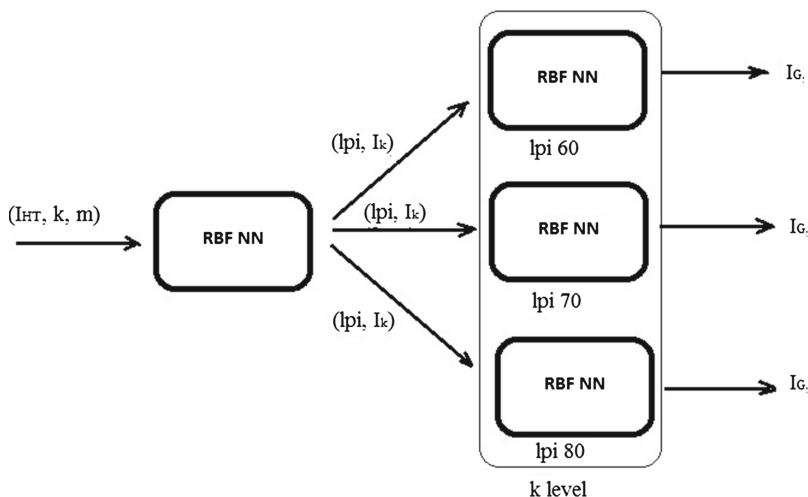 (IHT, k, m)
RBF NN
(lpi, Ik)
(lpi, Ik)
(lpi, Ik)
RBF NN
lpi 60
RBF NN
lpi 70
RBF NN
lpi 80
k level
IG,
IG,
IG,